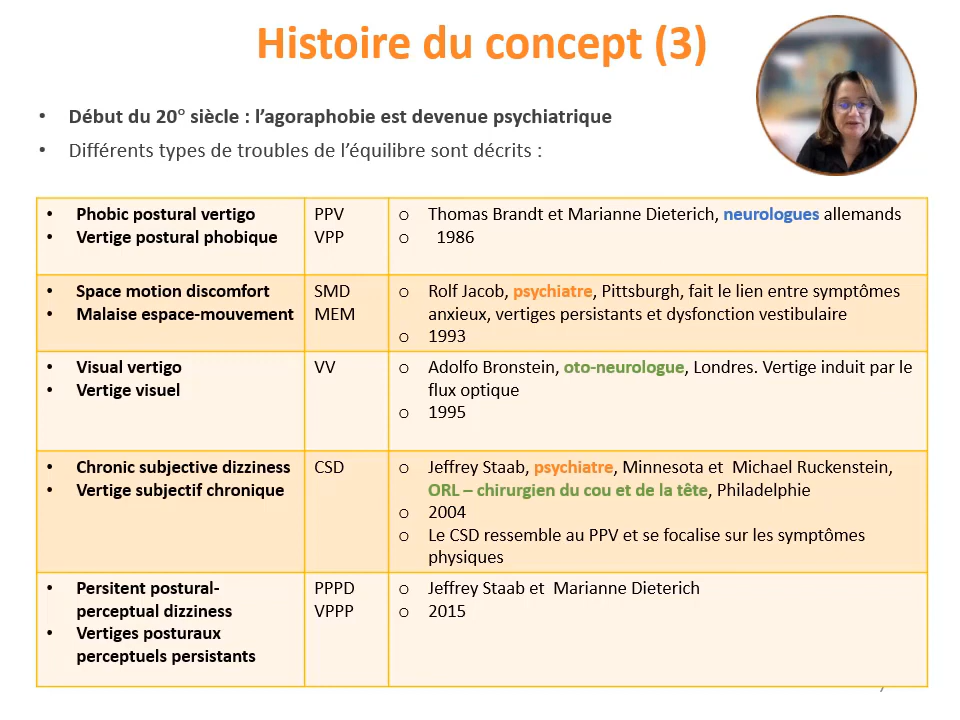 Histoire du concept (3)
• Début du 20° siècle : l’agoraphobie est devenue psychiatrique
• Différents types de troubles de l’équilibre sont décrits :
• Phobic postural vertigo
• Vertige postural phobique
PPV
VPP
o Thomas Brandt et Marianne Dieterich, neurologues allemands
o 1986
• Space motion discomfort
• Malaise espace-mouvement
SMD
MEM
o Rolf Jacob, psychiatre, Pittsburgh, fait le lien entre symptômes
anxieux, vertiges persistants et dysfonction vestibulaire
o 1993
• Visual vertigo
• Vertige visuel
VV
o Adolfo Bronstein, oto-neurologue, Londres. Vertige induit par le
flux optique
o 1995
• Chronic subjective dizziness
• Vertige subjectif chronique
CSD
o Jeffrey Staab, psychiatre, Minnesota et Michael Ruckenstein,
ORL – chirurgien du cou et de la tête, Philadelphie
o 2004
o Le CSD ressemble au PPV et se focalise sur les symptômes
physiques
• Persitent postural-
perceptual dizziness
• Vertiges posturaux
perceptuels persistants
PPPD
VPPP
o Jeffrey Staab et Marianne Dieterich
o 2015